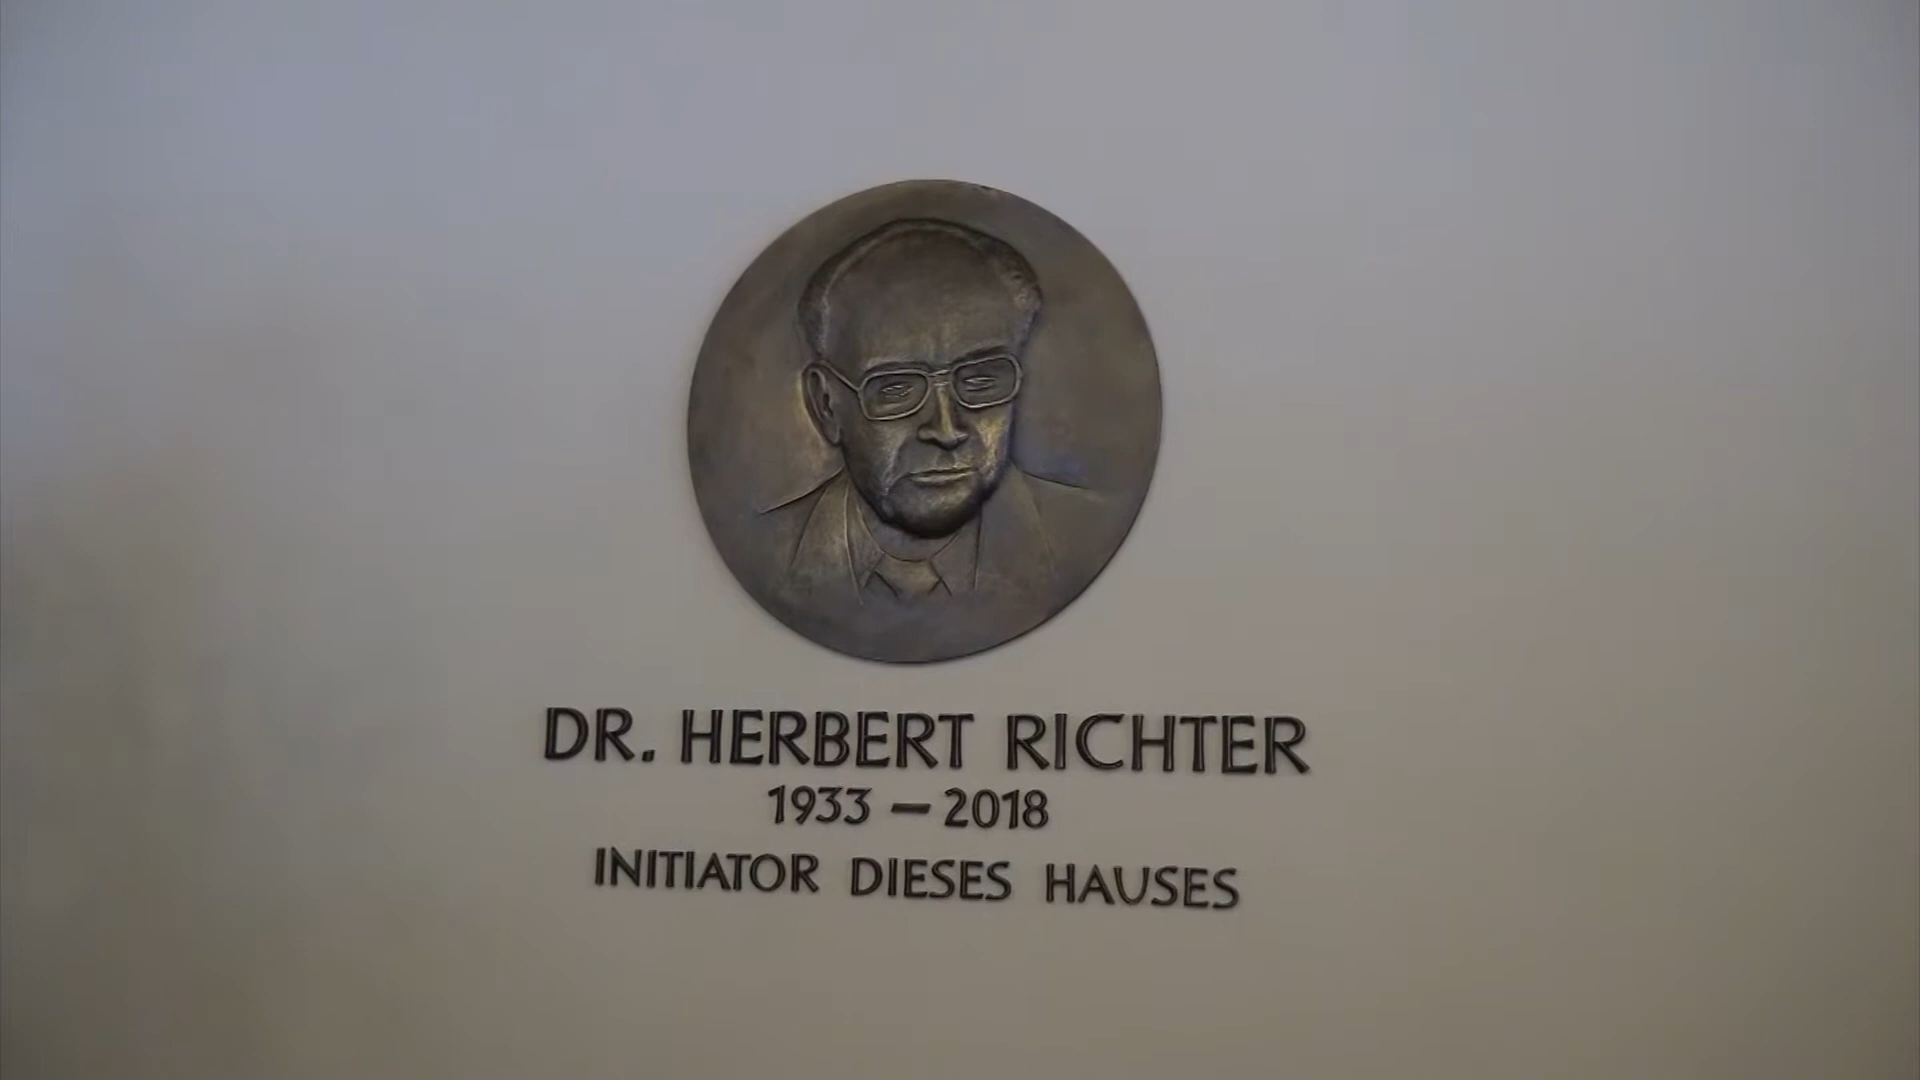 DR. HERBERT RICHTER
1933 – 2018
INITIATOR DIESES HAUSES